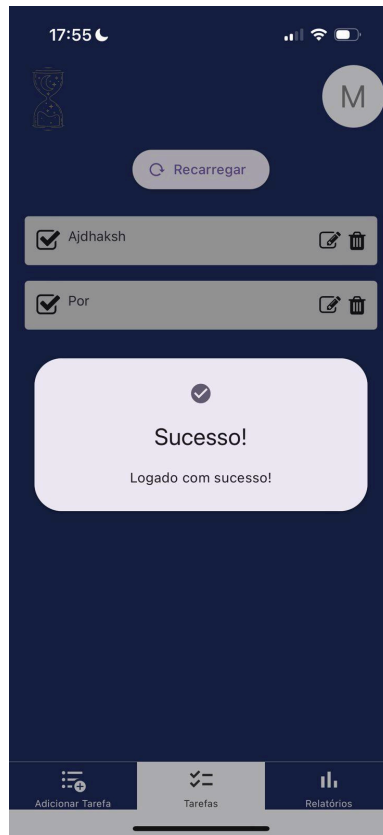 17:55
M
Recarregar
Ajdhaksh
Por
Sucesso!
Logado com sucesso!
Adicionar Tarefa
Tarefas
Relatórios